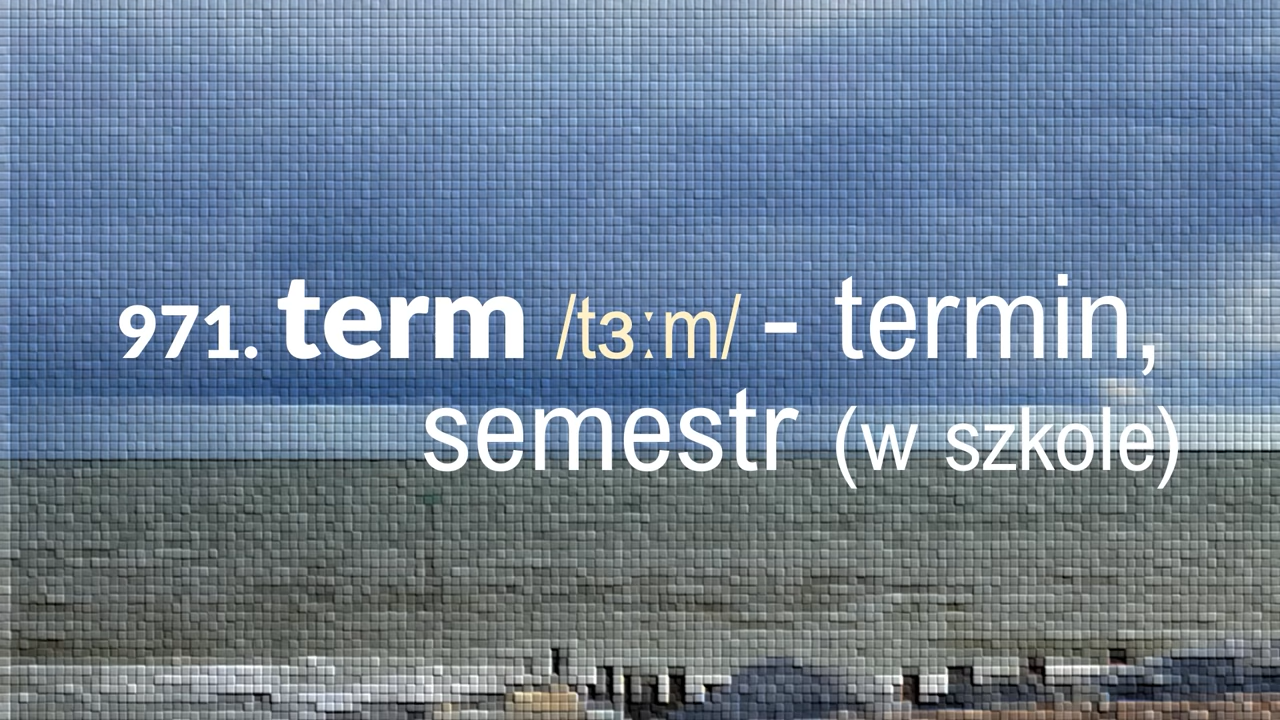 971. term /tɜːm/ - termin,
semestr (w szkole)